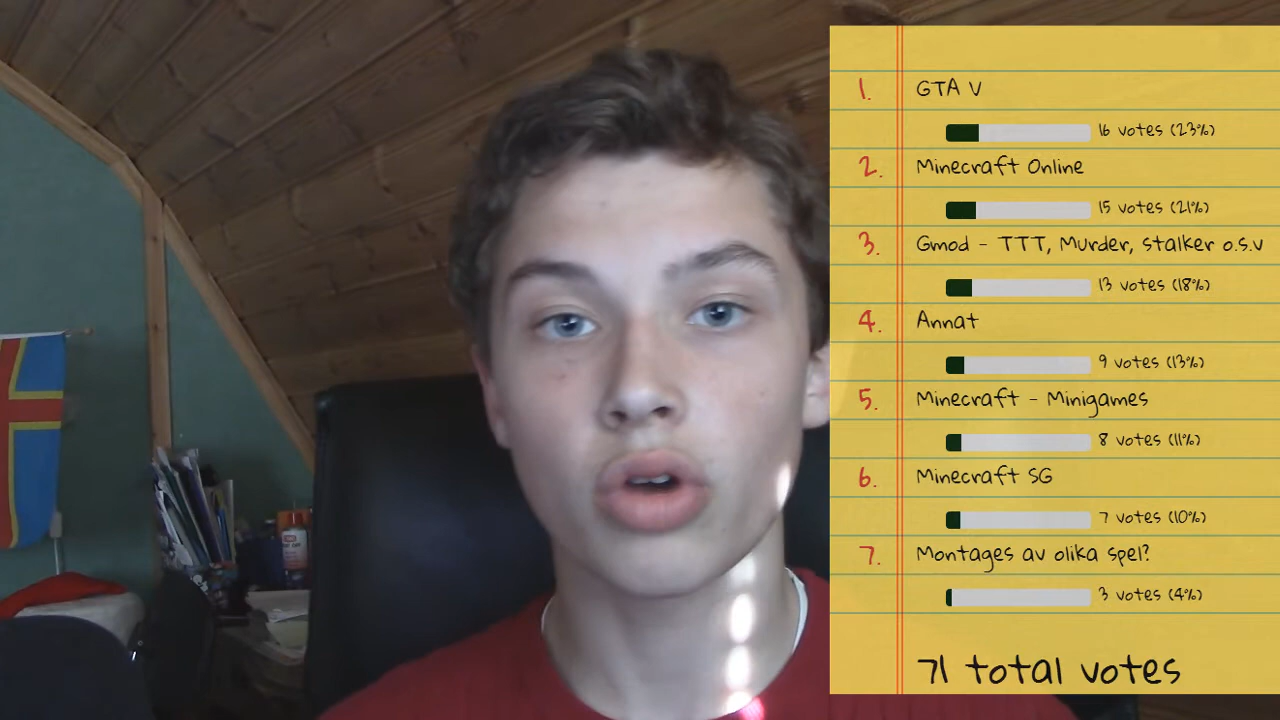 1. GTA V
16 votes (23%)
2. Minecraft Online
15 votes (21%)
3. Gmod - TTT, Murder, Stalker o.s.v
13 votes (18%)
4. Annat
9 votes (13%)
5. Minecraft - Minigames
8 votes (11%)
6. Minecraft SG
7 votes (10%)
7. Montages av olika spel?
3 votes (4%)
71 total votes